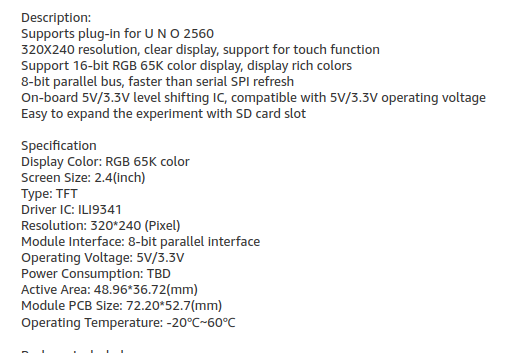 Description:
Supports plug-in for U N O 2560
320X240 resolution, clear display, support for touch function
Support 16-bit RGB 65K color display, display rich colors
8-bit parallel bus, faster than serial SPI refresh
On-board 5V/3.3V level shifting IC, compatible with 5V/3.3V operating voltage
Easy to expand the experiment with SD card slot
Specification
Display Color: RGB 65K color
Screen Size: 2.4(inch)
Type: TFT
Driver IC: ILI9341
Resolution: 320*240 (Pixel)
Module Interface: 8-bit parallel interface
Operating Voltage: 5V/3.3V
Power Consumption: TBD
Active Area: 48.96*36.72(mm)
Module PCB Size: 72.20*52.7(mm)
Operating Temperature: -20℃~60℃